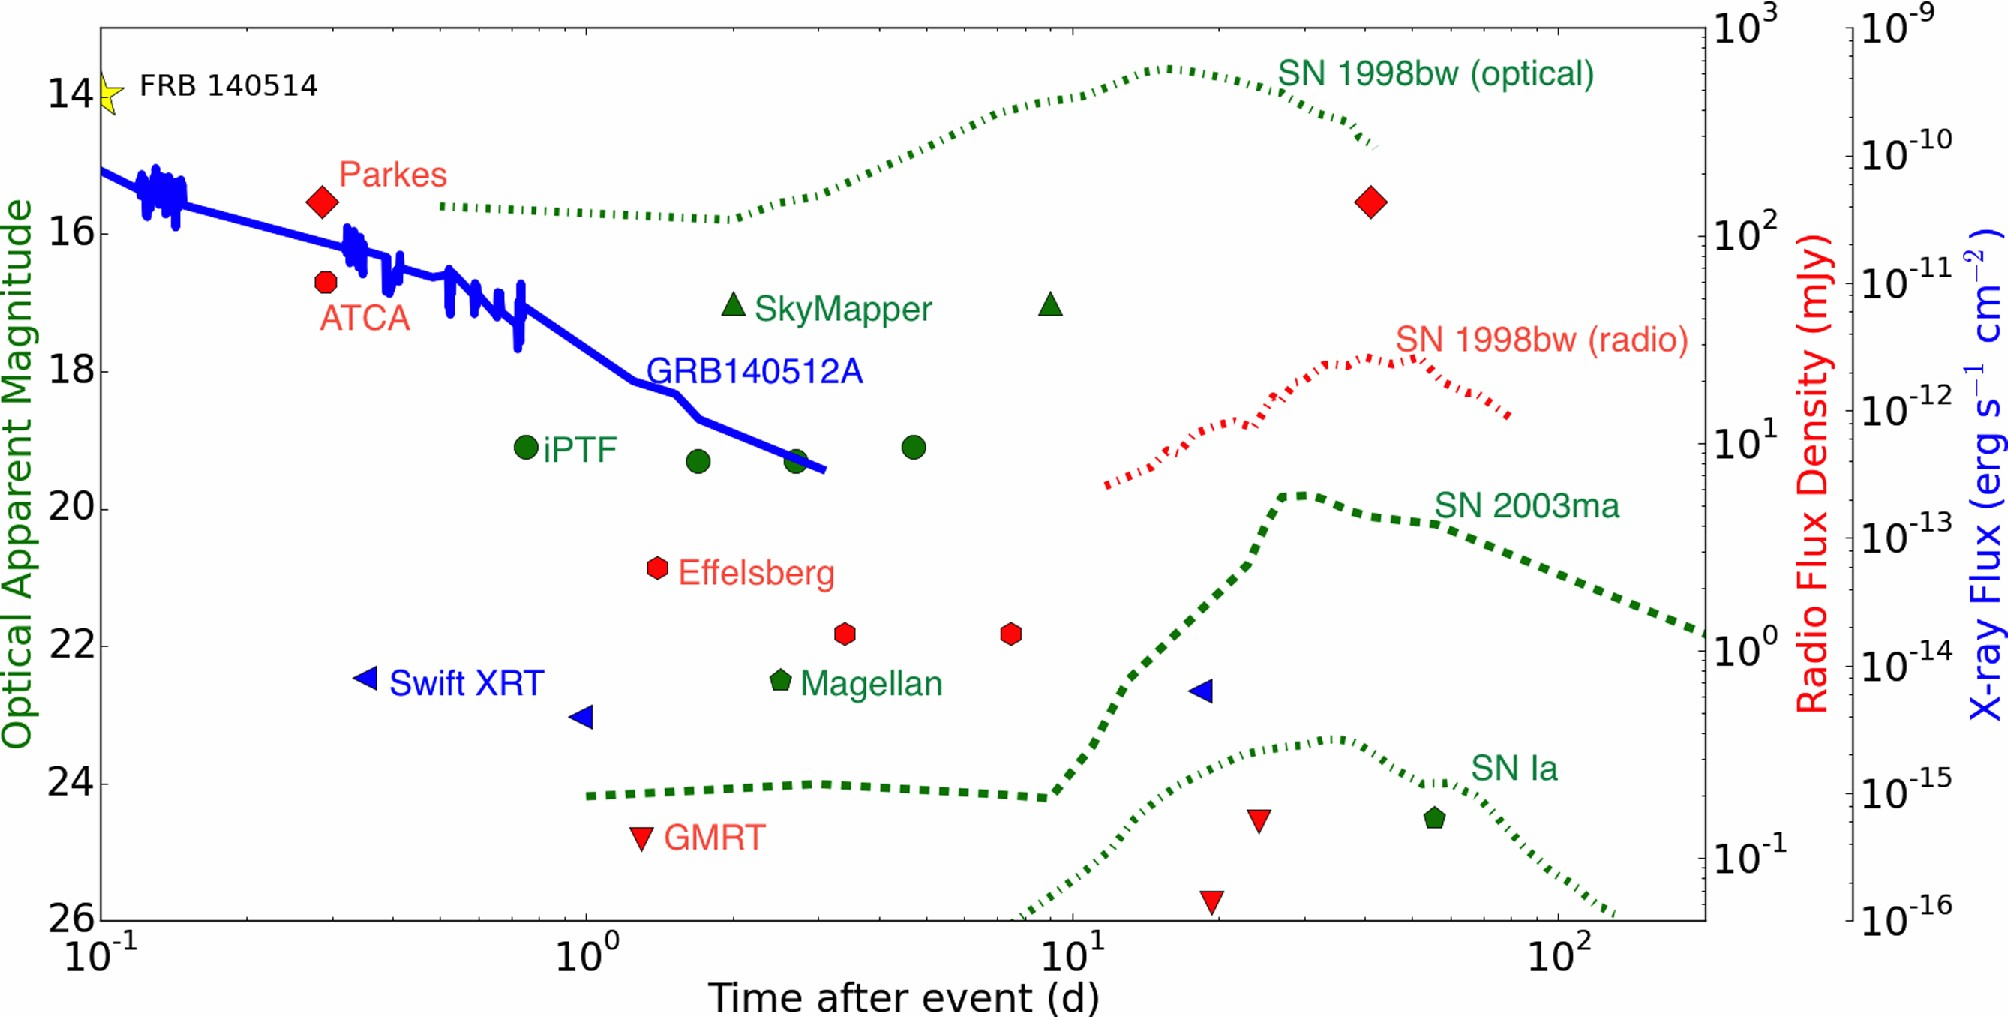 FRB 140514
Parkes
ATCA
SN 1998bw (optical)
SkyMapper
GRB140512A
SN 1998bw (radio)
iPTF
SN 2003ma
Effelsberg
Swift XRT
Magellan
SN Ia
GMRT
Optical Apparent Magnitude
14
16
18
20
22
24
26
10^-1
10^0
10^1
10^2
Time after event (d)
10^3
10^2
10^1
10^0
10^-1
Radio Flux Density (mJy)
10^-9
10^-10
10^-11
10^-12
10^-13
10^-14
10^-15
10^-16
X-ray Flux (erg s^−1 cm^−2)